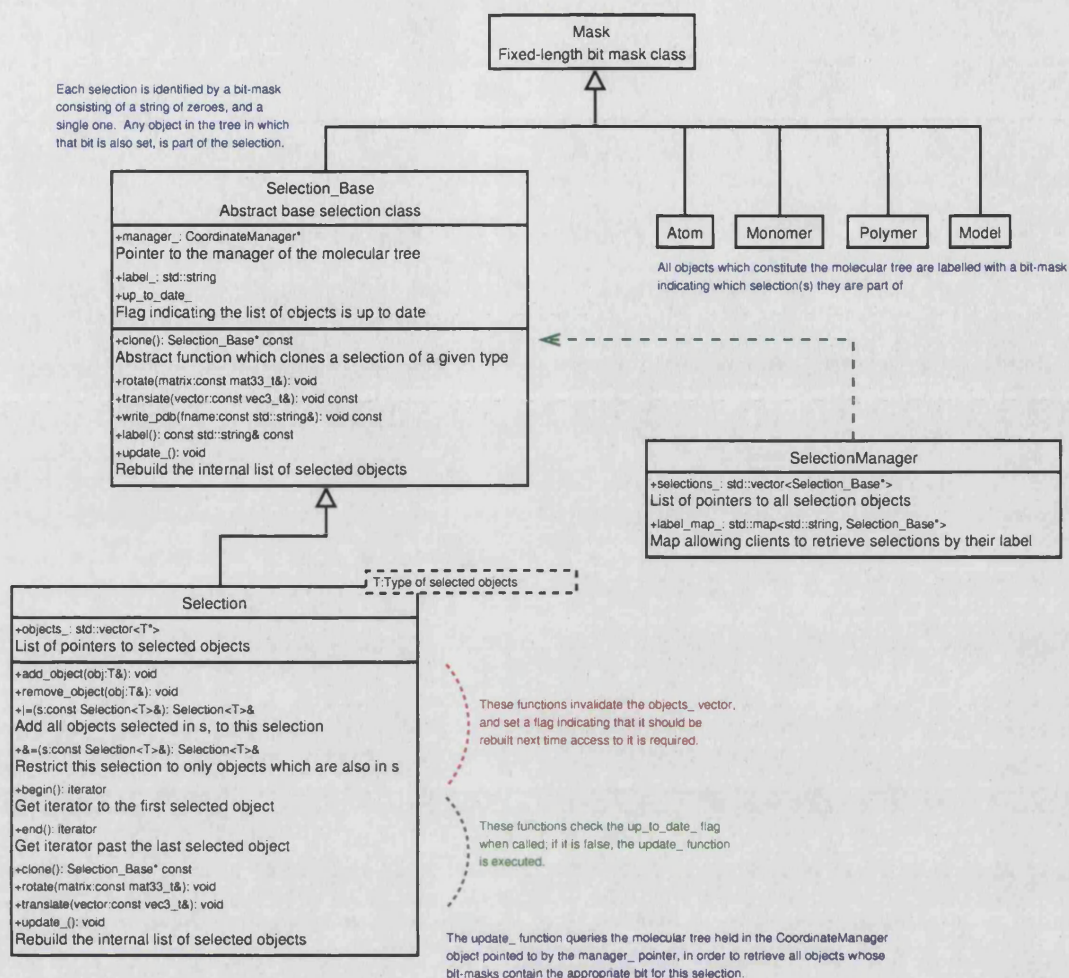 Mask
Fixed-length bit mask class
Each selection is identified by a bit-mask
consisting of a string of zeroes, and a
single one. Any object in the tree in which
that bit is also set, is part of the selection.
Selection_Base
Abstract base selection class
+manager_: CoordinateManager*
Pointer to the manager of the molecular tree
+label_: std::string
+up_to_date_
Flag indicating the list of objects is up to date
+clone(): Selection_Base* const
Abstract function which clones a selection of a given type
+rotate(matrix:const mat33_t&): void
+translate(vector:const vec3_t&): void const
+write_pdb(fname:const std::string&): void const
+label(): const std::string& const
+update_(): void
Rebuild the internal list of selected objects
Atom
Monomer
Polymer
Model
All objects which constitute the molecular tree are labelled with a bit-mask
indicating which selection(s) they are part of
SelectionManager
+selections_: std::vector<Selection_Base*>
List of pointers to all selection objects
+label_map_: std::map<std::string, Selection_Base*>
Map allowing clients to retrieve selections by their label
T:Type of selected objects
Selection
+objects_: std::vector<T*>
List of pointers to selected objects
+add_object(obj:T&): void
+remove_object(obj:T&): void
+|=(s:const Selection<T>&): Selection<T>&
Add all objects selected in s, to this selection
+&=(s:const Selection<T>&): Selection<T>&
Restrict this selection to only objects which are also in s
+begin(): iterator
Get iterator to the first selected object
+end(): iterator
Get iterator past the last selected object
+clone(): Selection_Base* const
+rotate(matrix:const mat33_t&): void
+translate(vector:const vec3_t&): void
+update_(): void
Rebuild the internal list of selected objects
These functions invalidate the objects_ vector,
and set a flag indicating that it should be
rebuilt next time access to it is required.
These functions check the up_to_date_ flag
when called; if it is false, the update_ function
is executed.
The update_ function queries the molecular tree held in the CoordinateManager
object pointed to by the manager_ pointer, in order to retrieve all objects whose
bit-masks contain the appropriate bit for this selection.